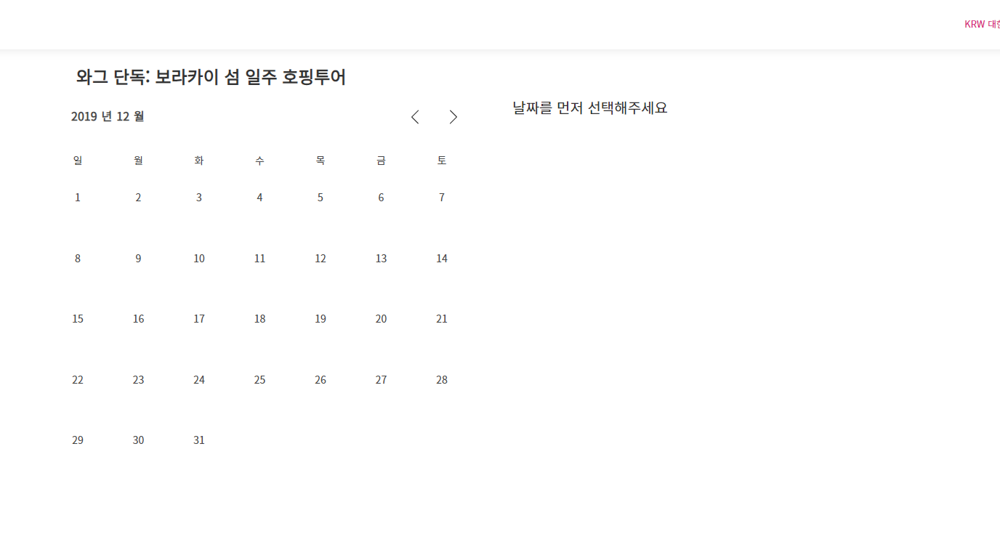 KRW
와그 단독: 보라카이 섬 일주 호핑투어
2019 년 12 월
날짜를 먼저 선택해주세요
일 월 화 수 목 금 토
1 2 3 4 5 6 7
8 9 10 11 12 13 14
15 16 17 18 19 20 21
22 23 24 25 26 27 28
29 30 31